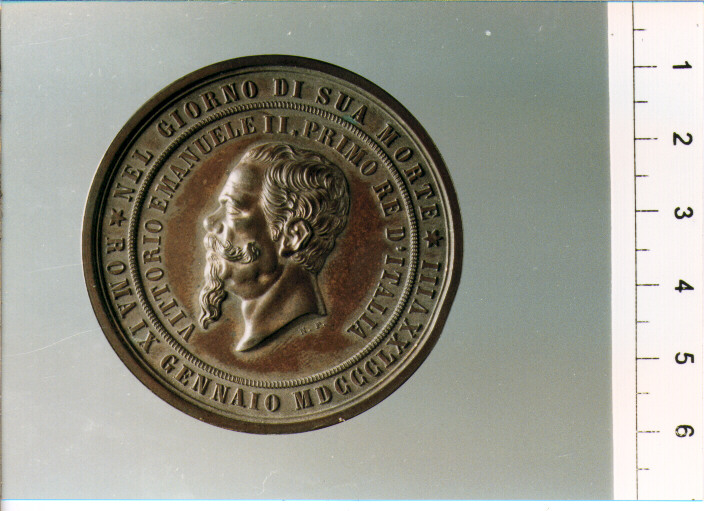 ★ NEL GIORNO DI SUA MORTE ★
ROMA IX GENNAIO MDCCCLXXVIII
VITTORIO EMANUELE II. PRIMO RE D'ITALIA
1
2
3
4
5
6